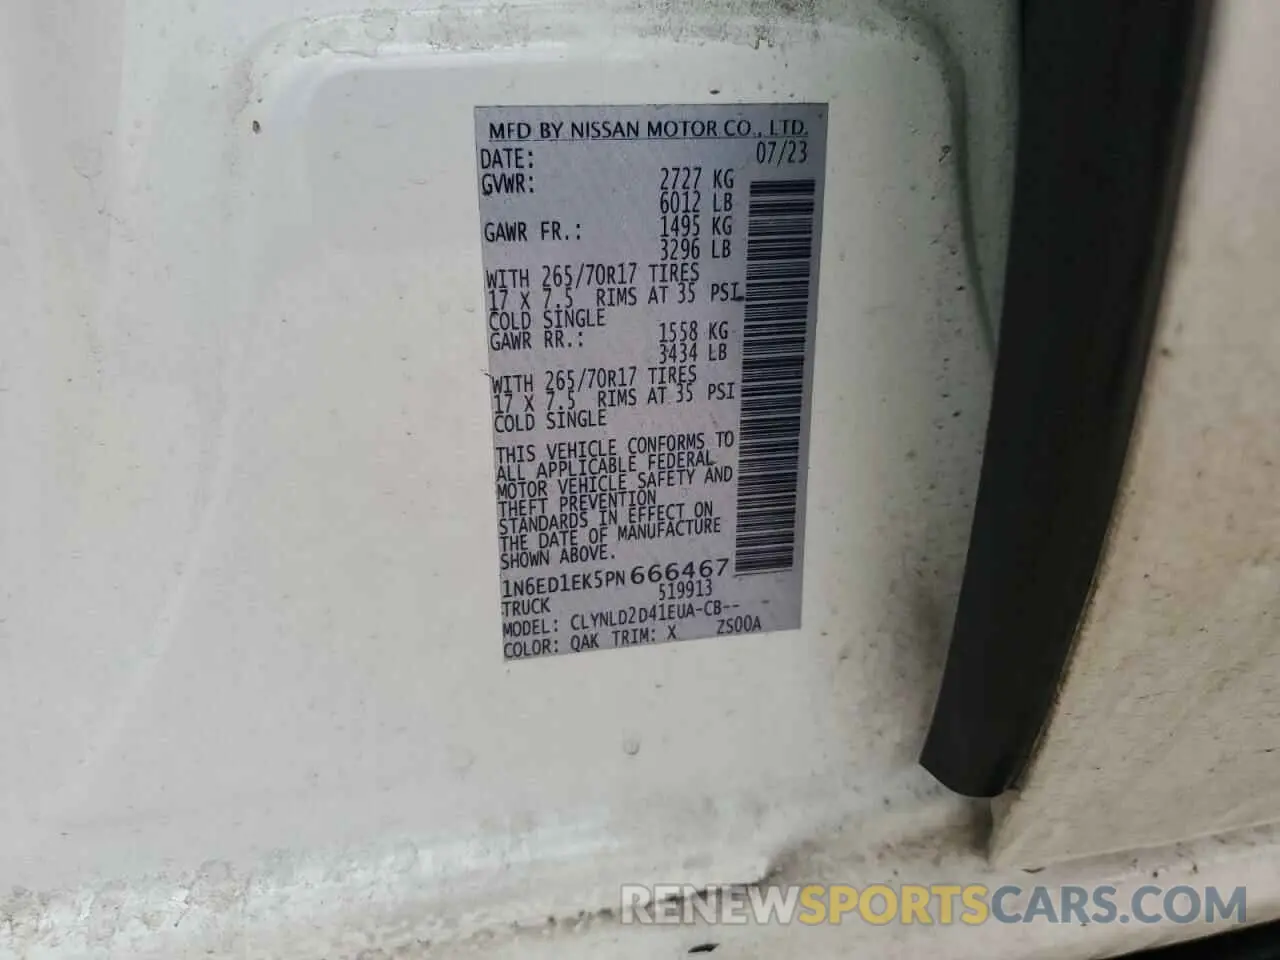 MFD BY NISSAN MOTOR CO., LTD.
DATE: 07/23
GVWR: 2727 KG
6012 LB
GAWR FR.: 1495 KG
3296 LB
WITH 265/70R17 TIRES
17 X 7.5 RIMS AT 35 PSI
COLD SINGLE
GAWR RR.: 1558 KG
3434 LB
WITH 265/70R17 TIRES
17 X 7.5 RIMS AT 35 PSI
COLD SINGLE
THIS VEHICLE CONFORMS TO
ALL APPLICABLE FEDERAL
MOTOR VEHICLE SAFETY AND
THEFT PREVENTION
STANDARDS IN EFFECT ON
THE DATE OF MANUFACTURE
SHOWN ABOVE.
1N6ED1EK5PN666467
TRUCK 519913
MODEL: CLYNLD2D41EUA-CB--
COLOR: QAK TRIM: X ZS00A
RENEWSPORTSCARS.COM